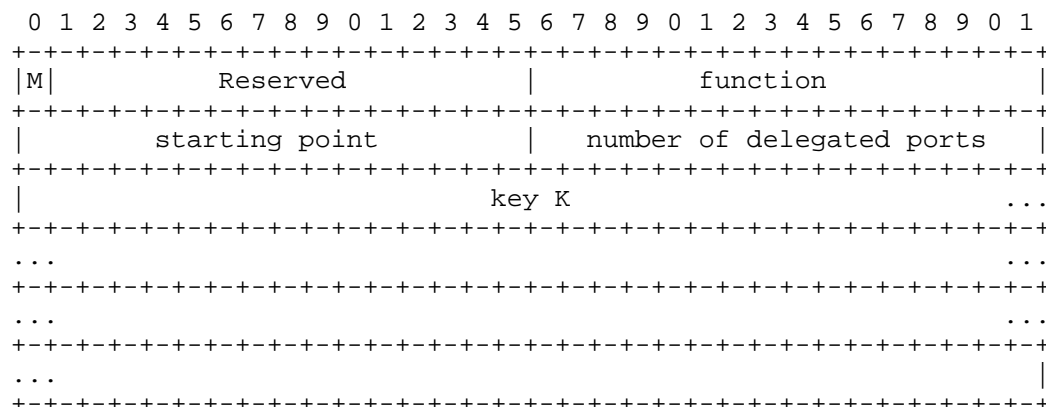 0 1 2 3 4 5 6 7 8 9 0 1 2 3 4 5 6 7 8 9 0 1 2 3 4 5 6 7 8 9 0 1
+-+-+-+-+-+-+-+-+-+-+-+-+-+-+-+-+-+-+-+-+-+-+-+-+-+-+-+-+-+-+-+-+
|M|          Reserved           |           function            |
+-+-+-+-+-+-+-+-+-+-+-+-+-+-+-+-+-+-+-+-+-+-+-+-+-+-+-+-+-+-+-+-+
|        starting point         |   number of delegated ports   |
+-+-+-+-+-+-+-+-+-+-+-+-+-+-+-+-+-+-+-+-+-+-+-+-+-+-+-+-+-+-+-+-+
|                             key K                           ...
+-+-+-+-+-+-+-+-+-+-+-+-+-+-+-+-+-+-+-+-+-+-+-+-+-+-+-+-+-+-+-+-+
...                                                           ...
+-+-+-+-+-+-+-+-+-+-+-+-+-+-+-+-+-+-+-+-+-+-+-+-+-+-+-+-+-+-+-+-+
...                                                           ...
+-+-+-+-+-+-+-+-+-+-+-+-+-+-+-+-+-+-+-+-+-+-+-+-+-+-+-+-+-+-+-+-+
...                                                             |
+-+-+-+-+-+-+-+-+-+-+-+-+-+-+-+-+-+-+-+-+-+-+-+-+-+-+-+-+-+-+-+-+